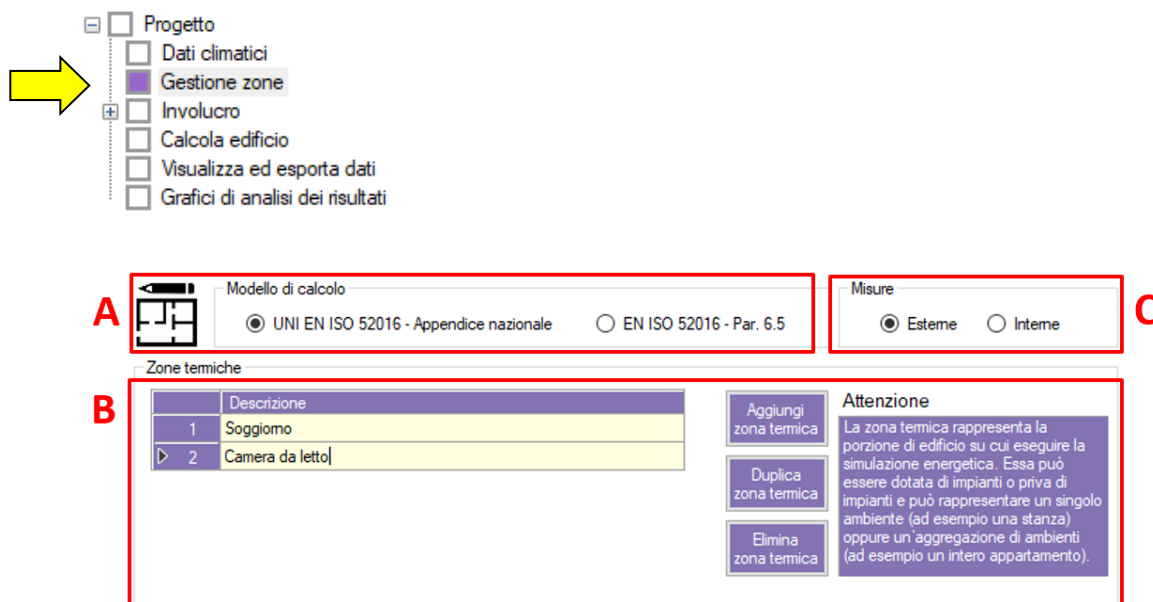 Progetto
Dati climatici
Gestione zone
Involucro
Calcola edificio
Visualizza ed esporta dati
Grafici di analisi dei risultati
A
Modello di calcolo
UNI EN ISO 52016 - Appendice nazionale
EN ISO 52016 - Par. 6.5
Misure
Esterne
Interne
C
Zone termiche
B
Descrizione
1 Soggiorno
2 Camera da letto
Aggiungi
zona termica
Duplica
zona termica
Elimina
zona termica
Attenzione
La zona termica rappresenta la
porzione di edificio su cui eseguire la
simulazione energetica. Essa può
essere dotata di impianti o priva di
impianti e può rappresentare un singolo
ambiente (ad esempio una stanza)
oppure un'aggregazione di ambienti
(ad esempio un intero appartamento).